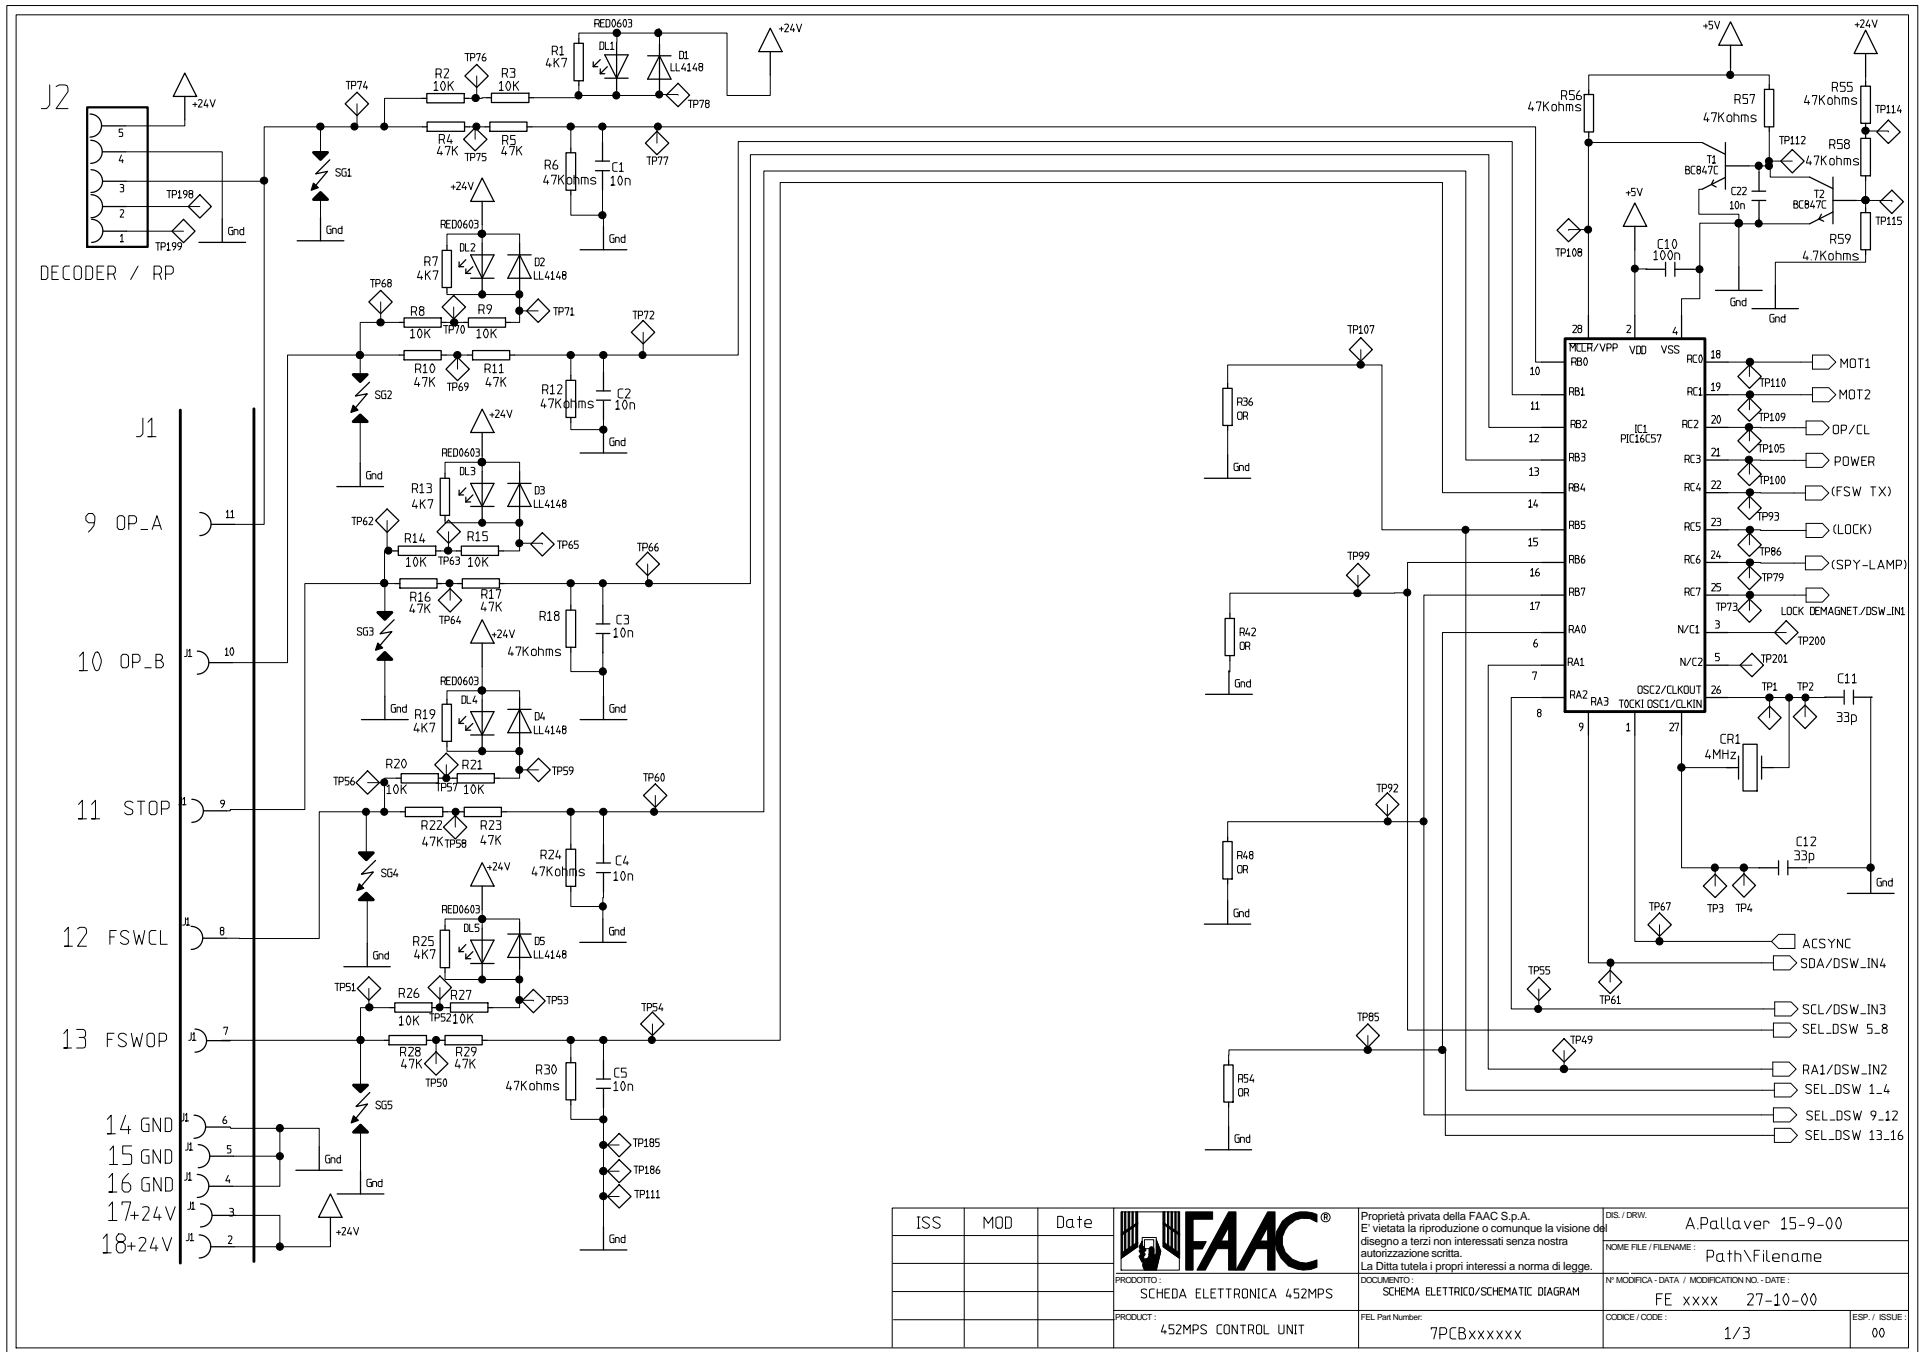 J2
5
4
3
2
1
+24V
TP198
TP199
Gnd
DECODER / RP
TP74
R2
10K
TP76
R3
10K
R1
4K7
RED0603
DL1
D1
LL4148
+24V
TP78
R4
47K
TP75
R5
47K
R6
47Kohms
C1
10n
TP77
SG1
Gnd
Gnd
+24V
RED0603
R7
4K7
DL2
D2
LL4148
TP68
R8
10K
TP70
R9
10K
TP71
TP72
R10
47K
TP69
R11
47K
R12
47Kohms
C2
10n
SG2
Gnd
Gnd
+24V
RED0603
R13
4K7
DL3
D3
LL4148
TP62
R14
10K
TP63
R15
10K
TP65
TP66
R16
47K
TP64
R17
47K
R18
47Kohms
C3
10n
SG3
Gnd
Gnd
+24V
RED0603
R19
4K7
DL4
D4
LL4148
TP56
R20
10K
TP57
R21
10K
TP59
TP60
R22
47K
TP58
R23
47K
R24
47Kohms
C4
10n
SG4
Gnd
Gnd
+24V
RED0603
R25
4K7
DL5
D5
LL4148
TP51
R26
10K
TP52
R27
10K
TP53
TP54
R28
47K
TP50
R29
47K
R30
47Kohms
C5
10n
SG5
Gnd
TP185
TP186
TP111
Gnd
J1
9 OP_A
11
10 OP_B
J1
10
11 STOP
J1
9
12 FSWCL
J1
8
13 FSWOP
J1
7
14 GND
J1
6
15 GND
J1
5
16 GND
J1
4
17+24V
J1
3
18+24V
J1
2
Gnd
+24V
TP107
R36
0R
Gnd
TP99
R42
0R
Gnd
TP92
R48
0R
Gnd
TP85
R54
0R
Gnd
+5V
+24V
R56
47Kohms
R57
47Kohms
R55
47Kohms
TP114
TP112
R58
47Kohms
T1
BC847C
C22
10n
T2
BC847C
TP115
R59
4.7Kohms
TP108
+5V
C10
100n
Gnd
Gnd
28
2
4
MCLR/VPP
VDD
VSS
IC1
PIC16C57
RB0
10
RB1
11
RB2
12
RB3
13
RB4
14
RB5
15
RB6
16
RB7
17
RA0
6
RA1
7
RA2
8
RA3
9
TOCKI
1
OSC1/CLKIN
27
OSC2/CLKOUT
26
RC0
18
TP110
MOT1
RC1
19
TP109
MOT2
RC2
20
TP105
OP/CL
RC3
21
TP100
POWER
RC4
22
TP93
(FSW TX)
RC5
23
TP86
(LOCK)
RC6
24
TP79
(SPY-LAMP)
RC7
25
TP73
LOCK DEMAGNET./DSW_IN1
N/C1
3
TP200
N/C2
5
TP201
TP1
TP2
C11
33p
CR1
4MHz
C12
33p
TP3
TP4
Gnd
TP67
ACSYNC
SDA/DSW_IN4
TP61
TP55
SCL/DSW_IN3
SEL_DSW 5_8
TP49
RA1/DSW_IN2
SEL_DSW 1_4
SEL_DSW 9_12
SEL_DSW 13_16
ISS
MOD
Date
FAAC®
Proprietà privata della FAAC S.p.A.
E' vietata la riproduzione o comunque la visione del
disegno a terzi non interessati senza nostra
autorizzazione scritta.
La Ditta tutela i propri interessi a norma di legge.
DIS. / DRW.
A.Pallaver 15-9-00
NOME FILE / FILENAME :
Path\Filename
PRODOTTO :
SCHEDA ELETTRONICA 452MPS
DOCUMENTO :
SCHEMA ELETTRICO/SCHEMATIC DIAGRAM
N° MODIFICA - DATA / MODIFICATION NO. - DATE :
FE xxxx 27-10-00
PRODUCT :
452MPS CONTROL UNIT
FEL Part Number:
7PCBxxxxxx
CODICE / CODE :
1/3
ESP. / ISSUE :
00